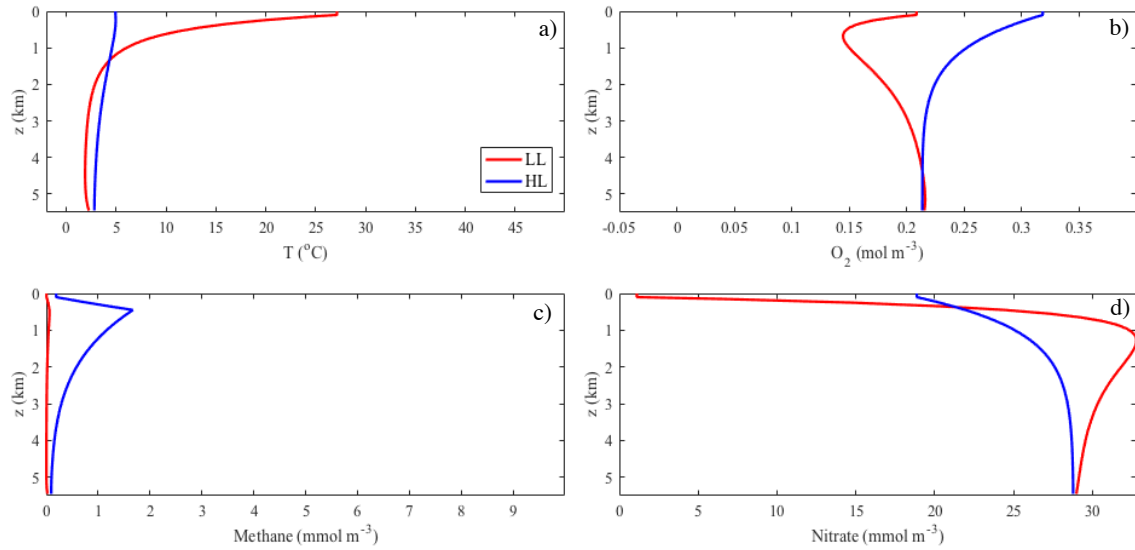 a)
0
1
2
3
4
5
z (km)
LL
HL
0 5 10 15 20 25 30 35 40 45
T (°C)
b)
0
1
2
3
4
5
z (km)
-0.05 0 0.05 0.1 0.15 0.2 0.25 0.3 0.35
O2 (mol m-3)
c)
0
1
2
3
4
5
z (km)
0 1 2 3 4 5 6 7 8 9
Methane (mmol m-3)
d)
0
1
2
3
4
5
z (km)
0 5 10 15 20 25 30
Nitrate (mmol m-3)